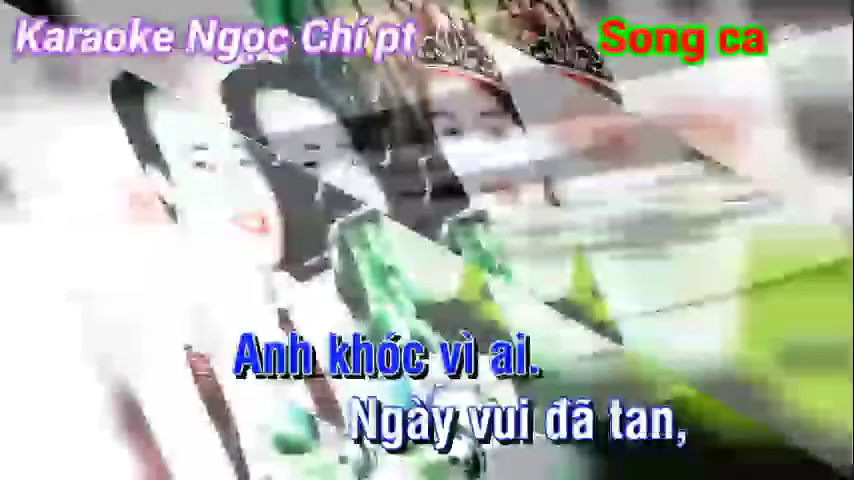 Karaoke Ngọc Chí pt
Song ca
Anh khóc vì ai.
Ngày vui đã tan,